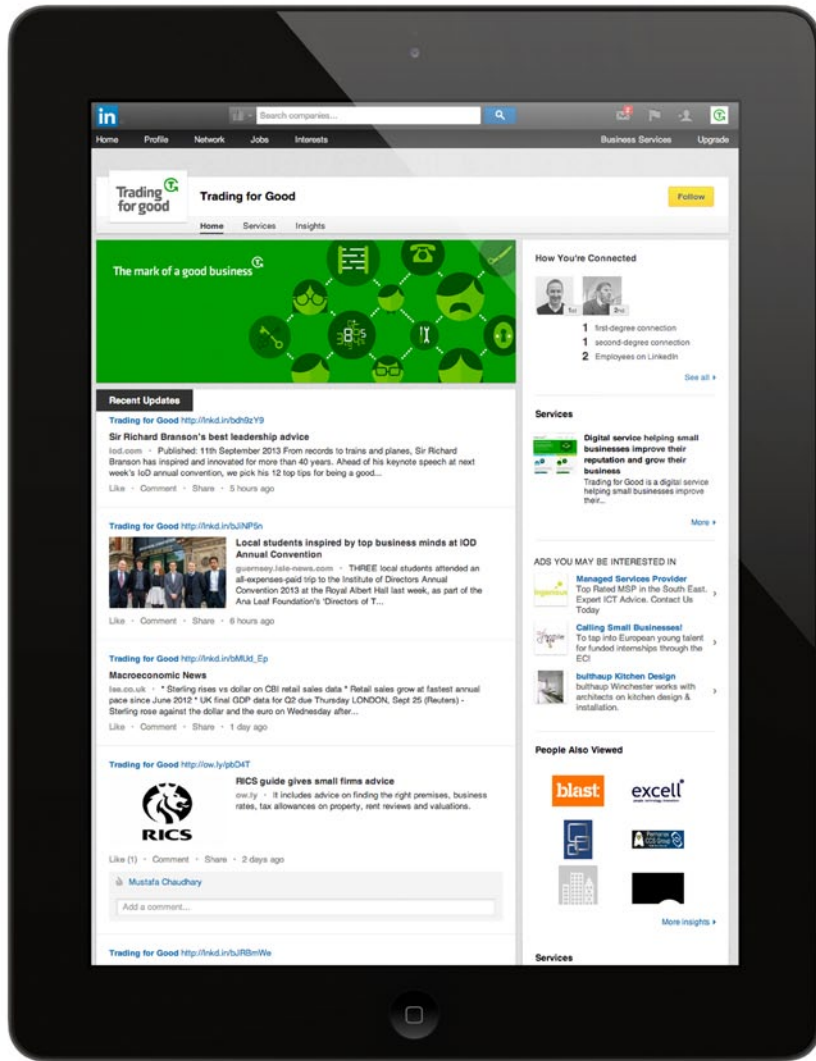 in
Search companies...
2
Home Profile Network Jobs Interests Business Services Upgrade
Trading
for good
Trading for Good
Follow
Home Services Insights
The mark of a good business
Recent Updates
Trading for Good http://lnkd.in/bdh9zY9
Sir Richard Branson's best leadership advice
iod.com • Published: 11th September 2013 From records to trains and planes, Sir Richard
Branson has inspired and innovated for more than 40 years. Ahead of his keynote speech at next
week's IoD annual convention, we pick his 12 top tips for being a good...
Like • Comment • Share • 5 hours ago
Trading for Good http://lnkd.in/bJiNP5n
Local students inspired by top business minds at IOD
Annual Convention
guernsey.isle-news.com • THREE local students attended an
all-expenses-paid trip to the Institute of Directors Annual
Convention 2013 at the Royal Albert Hall last week, as part of the
Ana Leaf Foundation's 'Directors of T...
Like • Comment • Share • 6 hours ago
Trading for Good http://lnkd.in/bMUd_Ep
Macroeconomic News
lse.co.uk • * Sterling rises vs dollar on CBI retail sales data * Retail sales grow at fastest annual
pace since June 2012 * UK final GDP data for Q2 due Thursday LONDON, Sept 25 (Reuters) -
Sterling rose against the dollar and the euro on Wednesday after...
Like • Comment • Share • 1 day ago
Trading for Good http://ow.ly/pbD4T
RICS guide gives small firms advice
ow.ly • It includes advice on finding the right premises, business
rates, tax allowances on property, rent reviews and valuations.
RICS
Like (1) • Comment • Share • 2 days ago
Mustafa Chaudhary
Add a comment...
Trading for Good http://lnkd.in/bJRBmWe
How You're Connected
1st 2nd
1 first-degree connection
1 second-degree connection
2 Employees on LinkedIn
See all
Services
Digital service helping small
businesses improve their
reputation and grow their
business
Trading for Good is a digital service
helping small businesses improve
their...
More
ADS YOU MAY BE INTERESTED IN
Managed Services Provider
Top Rated MSP in the South East.
Expert ICT Advice. Contact Us
Today
Calling Small Businesses!
To tap into European young talent
for funded internships through the
ECI
bulthaup Kitchen Design
bulthaup Winchester works with
architects on kitchen design &
installation.
People Also Viewed
blast
excell
More insights
Services